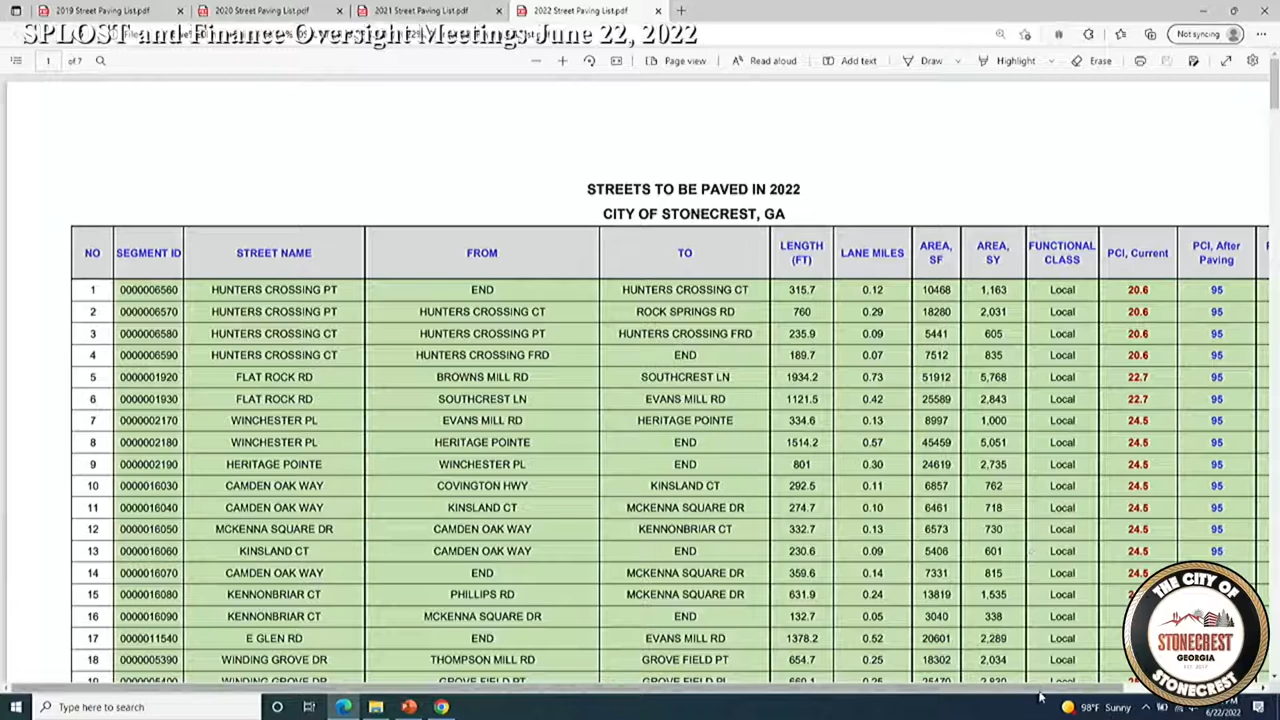 2019 Street Paving List.pdf
2020 Street Paving List.pdf
2021 Street Paving List.pdf
2022 Street Paving List.pdf
SPLOST and Finance Oversight Meetings June 22, 2022
Not syncing
1 of 7
Page view
Read aloud
Add text
Draw
Highlight
Erase
STREETS TO BE PAVED IN 2022
CITY OF STONECREST, GA
NO SEGMENT ID STREET NAME FROM TO LENGTH (FT) LANE MILES AREA, SF AREA, SY FUNCTIONAL CLASS PCI, Current PCI, After Paving
1 0000006560 HUNTERS CROSSING PT END HUNTERS CROSSING CT 315.7 0.12 10468 1,163 Local 20.6 95
2 0000006570 HUNTERS CROSSING PT HUNTERS CROSSING CT ROCK SPRINGS RD 760 0.29 18280 2,031 Local 20.6 95
3 0000006580 HUNTERS CROSSING CT HUNTERS CROSSING PT HUNTERS CROSSING FRD 235.9 0.09 5441 605 Local 20.6 95
4 0000006590 HUNTERS CROSSING CT HUNTERS CROSSING FRD END 189.7 0.07 7512 835 Local 20.6 95
5 0000001920 FLAT ROCK RD BROWNS MILL RD SOUTHCREST LN 1934.2 0.73 51912 5,768 Local 22.7 95
6 0000001930 FLAT ROCK RD SOUTHCREST LN EVANS MILL RD 1121.5 0.42 25589 2,843 Local 22.7 95
7 0000002170 WINCHESTER PL EVANS MILL RD HERITAGE POINTE 334.6 0.13 8997 1,000 Local 24.5 95
8 0000002180 WINCHESTER PL HERITAGE POINTE END 1514.2 0.57 45459 5,051 Local 24.5 95
9 0000002190 HERITAGE POINTE WINCHESTER PL END 801 0.30 24619 2,735 Local 24.5 95
10 0000016030 CAMDEN OAK WAY COVINGTON HWY KINSLAND CT 292.5 0.11 6857 762 Local 24.5 95
11 0000016040 CAMDEN OAK WAY KINSLAND CT MCKENNA SQUARE DR 274.7 0.10 6461 718 Local 24.5 95
12 0000016050 MCKENNA SQUARE DR CAMDEN OAK WAY KENNONBRIAR CT 332.7 0.13 6573 730 Local 24.5 95
13 0000016060 KINSLAND CT CAMDEN OAK WAY END 230.6 0.09 5406 601 Local 24.5 95
14 0000016070 CAMDEN OAK WAY END MCKENNA SQUARE DR 359.6 0.14 7331 815 Local 24.5
15 0000016080 KENNONBRIAR CT PHILLIPS RD MCKENNA SQUARE DR 631.9 0.24 13819 1,535 Local
16 0000016090 KENNONBRIAR CT MCKENNA SQUARE DR END 132.7 0.05 3040 338 Local
17 0000011540 E GLEN RD END EVANS MILL RD 1378.2 0.52 20601 2,289 Local
18 0000005390 WINDING GROVE DR THOMPSON MILL RD GROVE FIELD PT 654.7 0.25 18302 2,034 Local
19 0000005400 WINDING GROVE DR GROVE FIELD PT GROVE FIELD PL 660.1 0.25 25470 2,830 Local
THE CITY OF
STONECREST
GEORGIA
STONECREST
Type here to search
98°F Sunny
6/22/2022